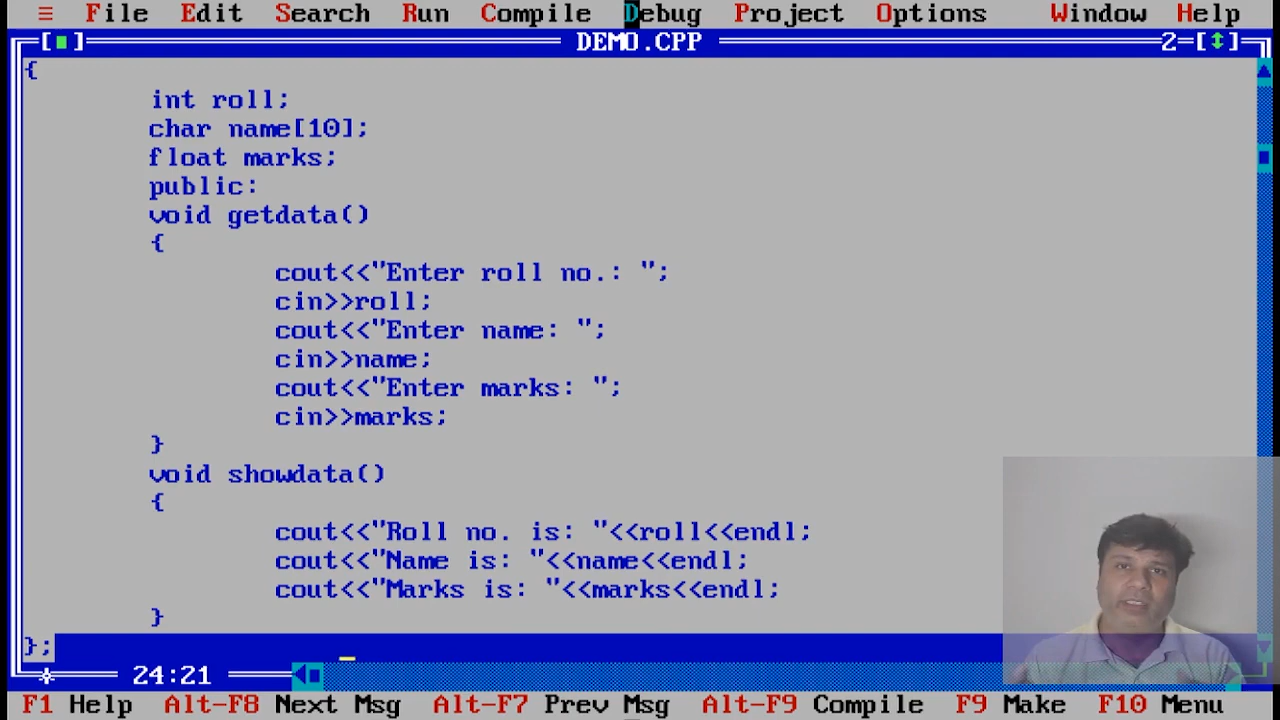 ≡ File Edit Search Run Compile Debug Project Options Window Help
[■] DEMO.CPP 2=[↕]
{
int roll;
char name[10];
float marks;
public:
void getdata()
{
cout<<"Enter roll no.: ";
cin>>roll;
cout<<"Enter name: ";
cin>>name;
cout<<"Enter marks: ";
cin>>marks;
}
void showdata()
{
cout<<"Roll no. is: "<<roll<<endl;
cout<<"Name is: "<<name<<endl;
cout<<"Marks is: "<<marks<<endl;
}
};
24:21
F1 Help Alt-F8 Next Msg Alt-F7 Prev Msg Alt-F9 Compile F9 Make F10 Menu